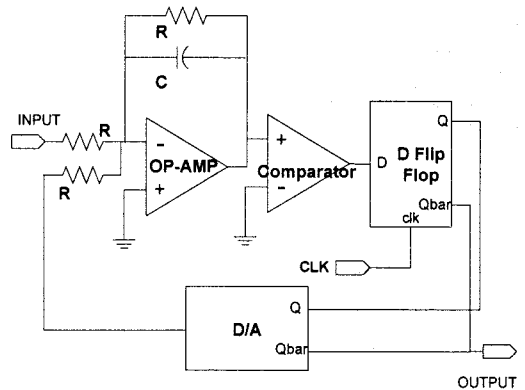 R
C
INPUT
R
R
-
+
OP-AMP
+
-
Comparator
D
D Flip
Flop
Q
Qbar
clk
CLK
D/A
Q
Qbar
OUTPUT